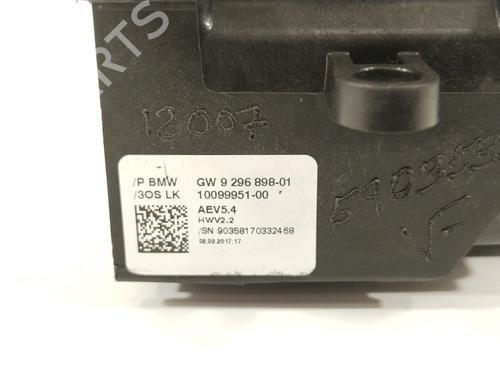 PARTS
12007
/P BMW GW 9 296 898-01
/3OS LK 10099951-00
AEV5.4
HWV2.2
/SN 90358170332468
02.02.2017:17